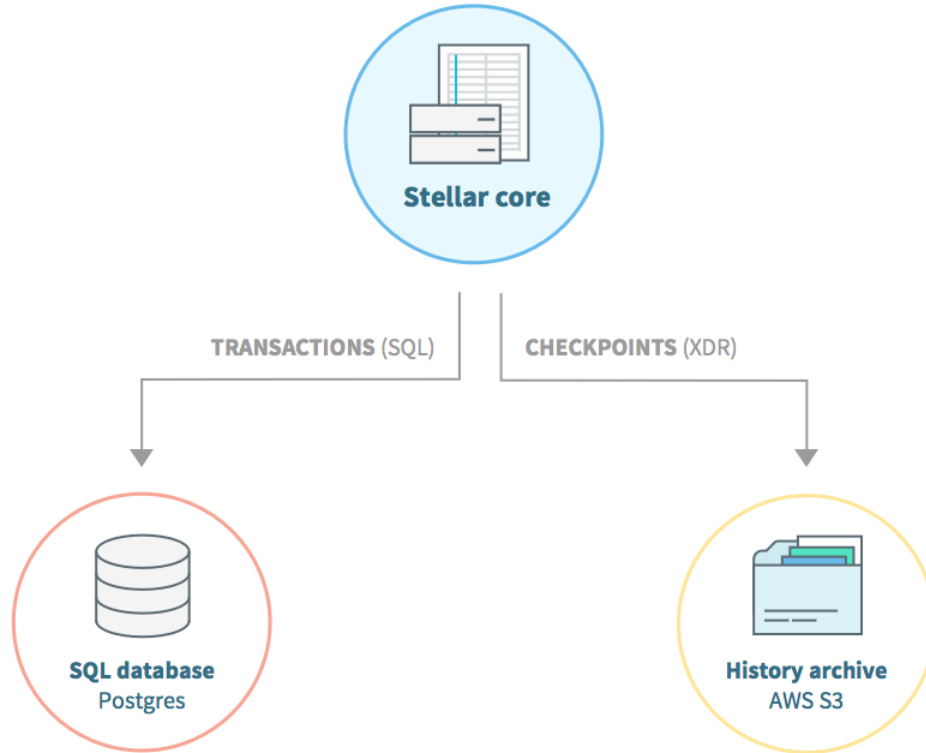 Stellar core
TRANSACTIONS (SQL)
CHECKPOINTS (XDR)
SQL database
Postgres
History archive
AWS S3